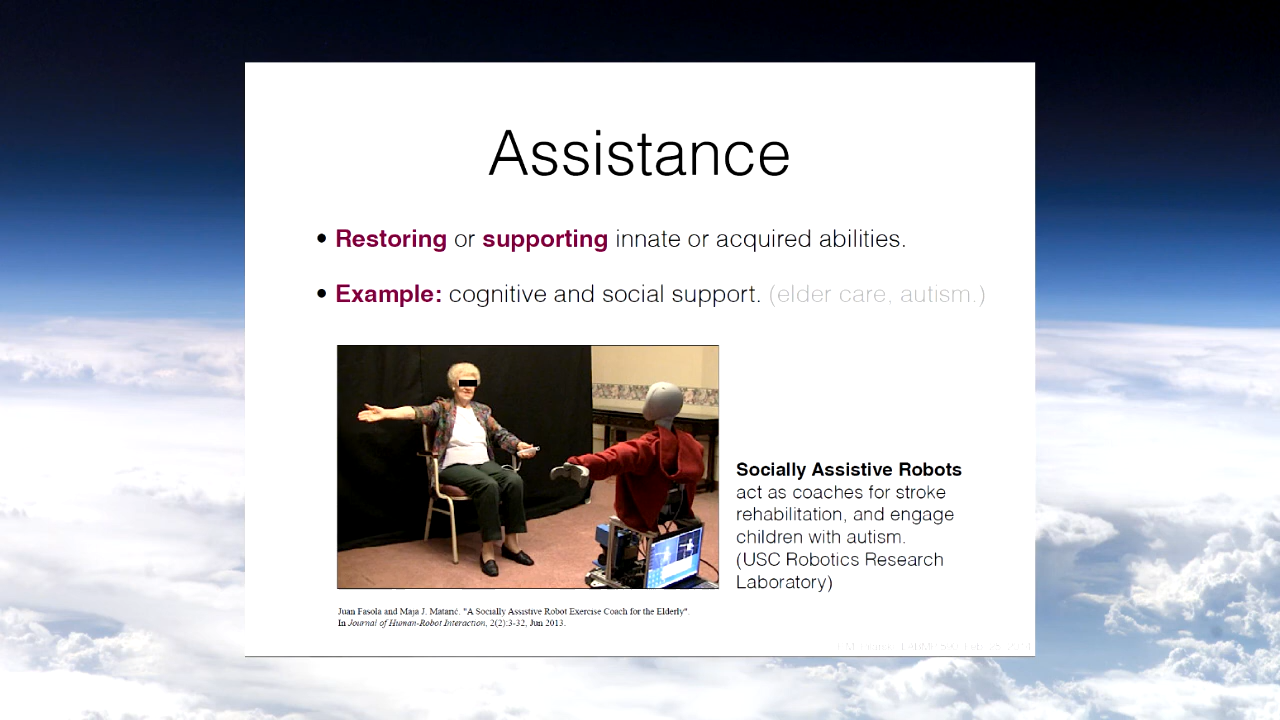 Assistance
• Restoring or supporting innate or acquired abilities.
• Example: cognitive and social support. (elder care, autism.)
Socially Assistive Robots
act as coaches for stroke
rehabilitation, and engage
children with autism.
(USC Robotics Research
Laboratory)
Juan Fasola and Maja J. Matarić. "A Socially Assistive Robot Exercise Coach for the Elderly".
In Journal of Human-Robot Interaction, 2(2):3-32, Jun 2013.